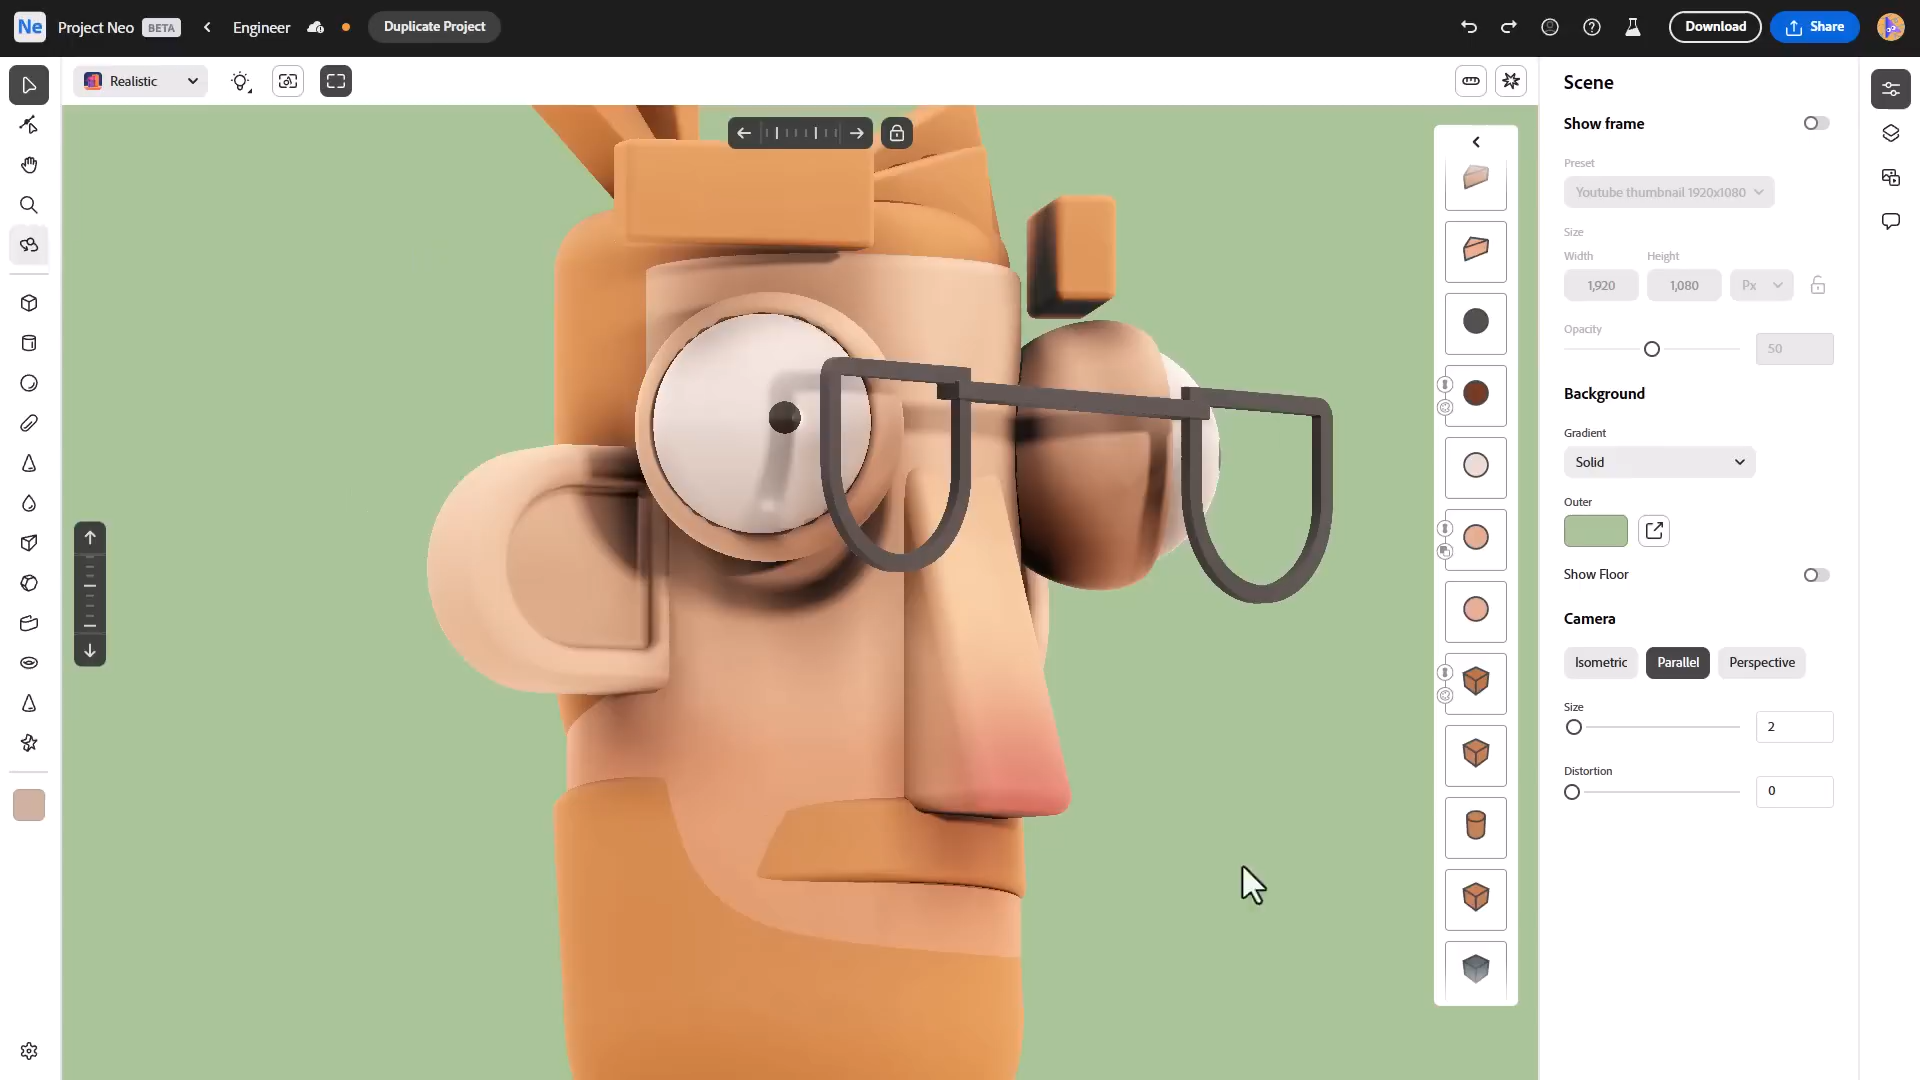 Ne Project Neo BETA Engineer Duplicate Project Download Share
Realistic
Scene
Show frame
Preset
Youtube thumbnail 1920x1080
Size
Width Height
1,920 1,080 Px
Opacity
50
Background
Gradient
Solid
Outer
Show Floor
Camera
Isometric Parallel Perspective
Size
2
Distortion
0